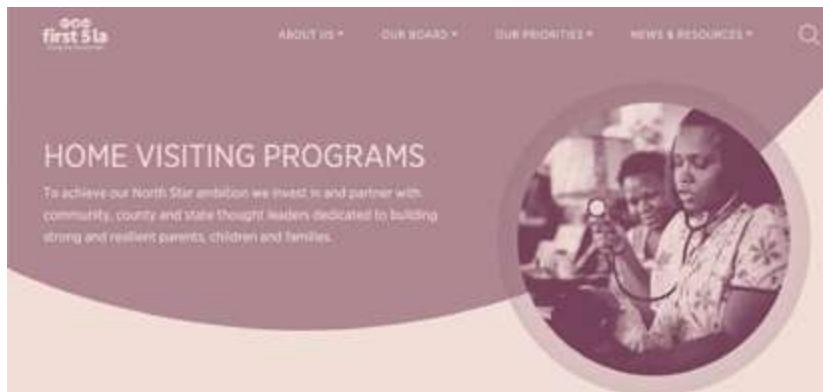 first 5 la
ABOUT US
OUR BOARD
OUR PRIORITIES
NEWS & RESOURCES
HOME VISITING PROGRAMS
To achieve our North Star ambition we invest in and partner with
community, county and state thought leaders dedicated to building
strong and resilient parents, children and families.